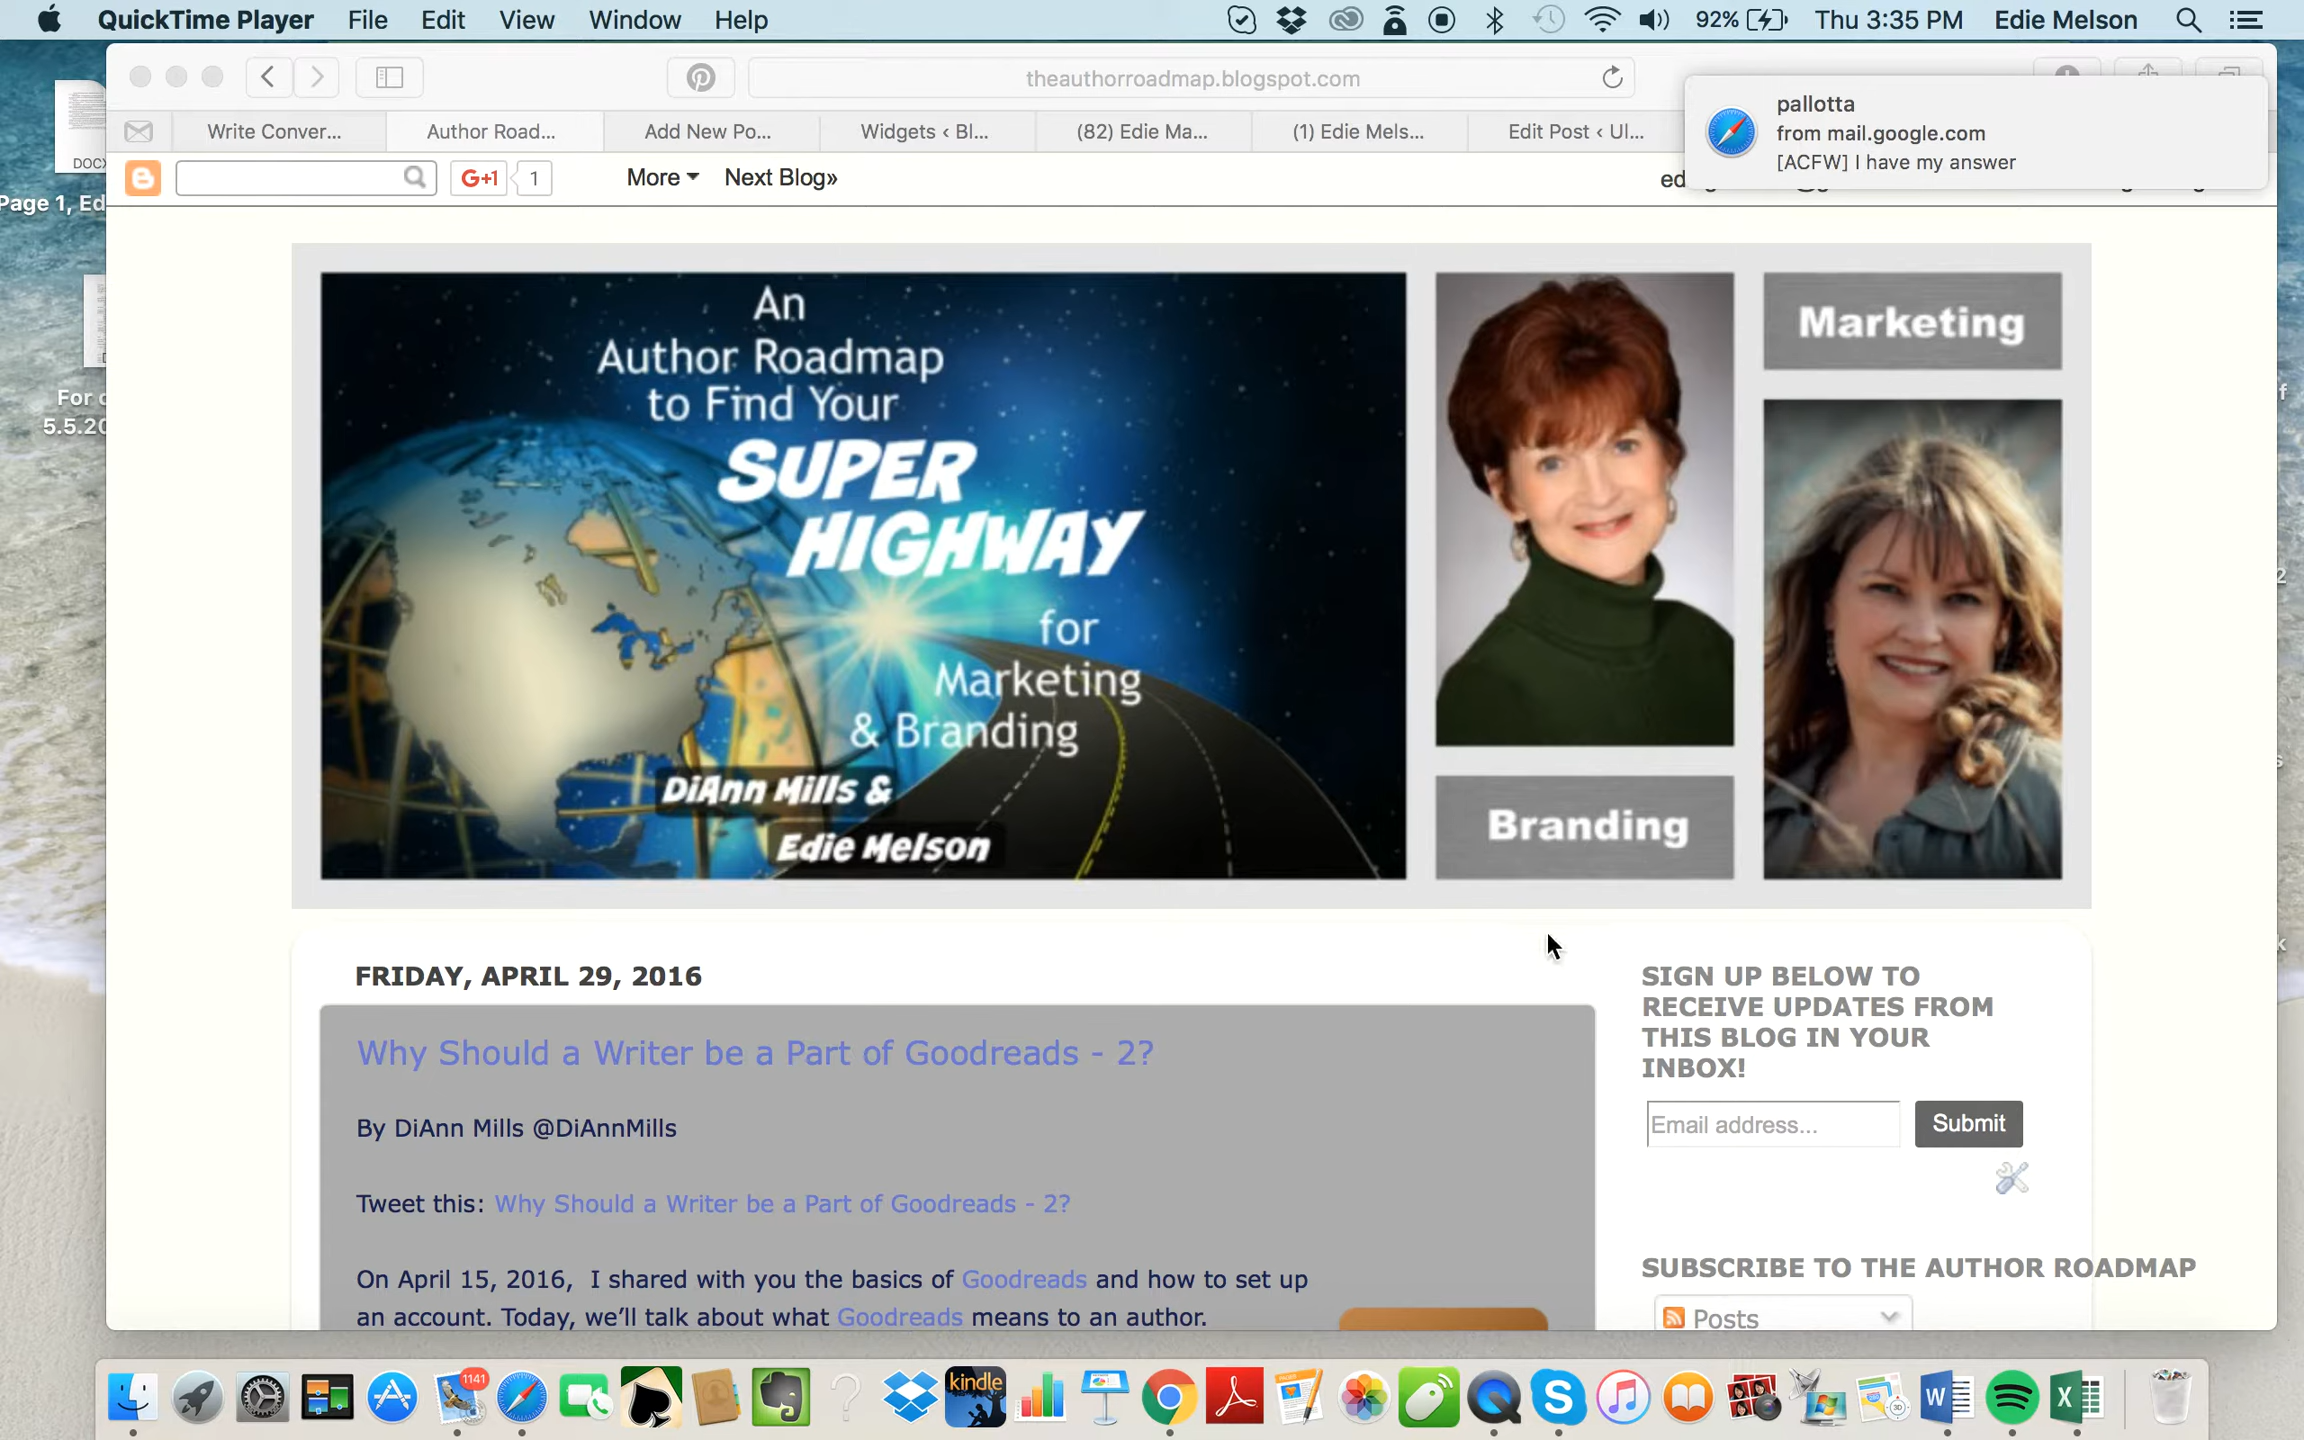 QuickTime Player File Edit View Window Help 92% Thu 3:35 PM Edie Melson
theauthorroadmap.blogspot.com
pallotta
from mail.google.com
[ACFW] I have my answer
Write Conver... Author Road... Add New Po... Widgets ‹ Bl... (82) Edie Ma... (1) Edie Mels... Edit Post ‹ Ul...
G+1 1 More Next Blog» ed
DOCX
Page 1, Ed
For
5.5.20
An
Author Roadmap
to Find Your
SUPER
HIGHWAY
for
Marketing
& Branding
DiAnn Mills &
Edie Melson
Marketing
Branding
FRIDAY, APRIL 29, 2016
Why Should a Writer be a Part of Goodreads - 2?
By DiAnn Mills @DiAnnMills
Tweet this: Why Should a Writer be a Part of Goodreads - 2?
On April 15, 2016, I shared with you the basics of Goodreads and how to set up
an account. Today, we’ll talk about what Goodreads means to an author.
SIGN UP BELOW TO
RECEIVE UPDATES FROM
THIS BLOG IN YOUR
INBOX!
Email address... Submit
SUBSCRIBE TO THE AUTHOR ROADMAP
Posts
1141
kindle
PAGES
3D